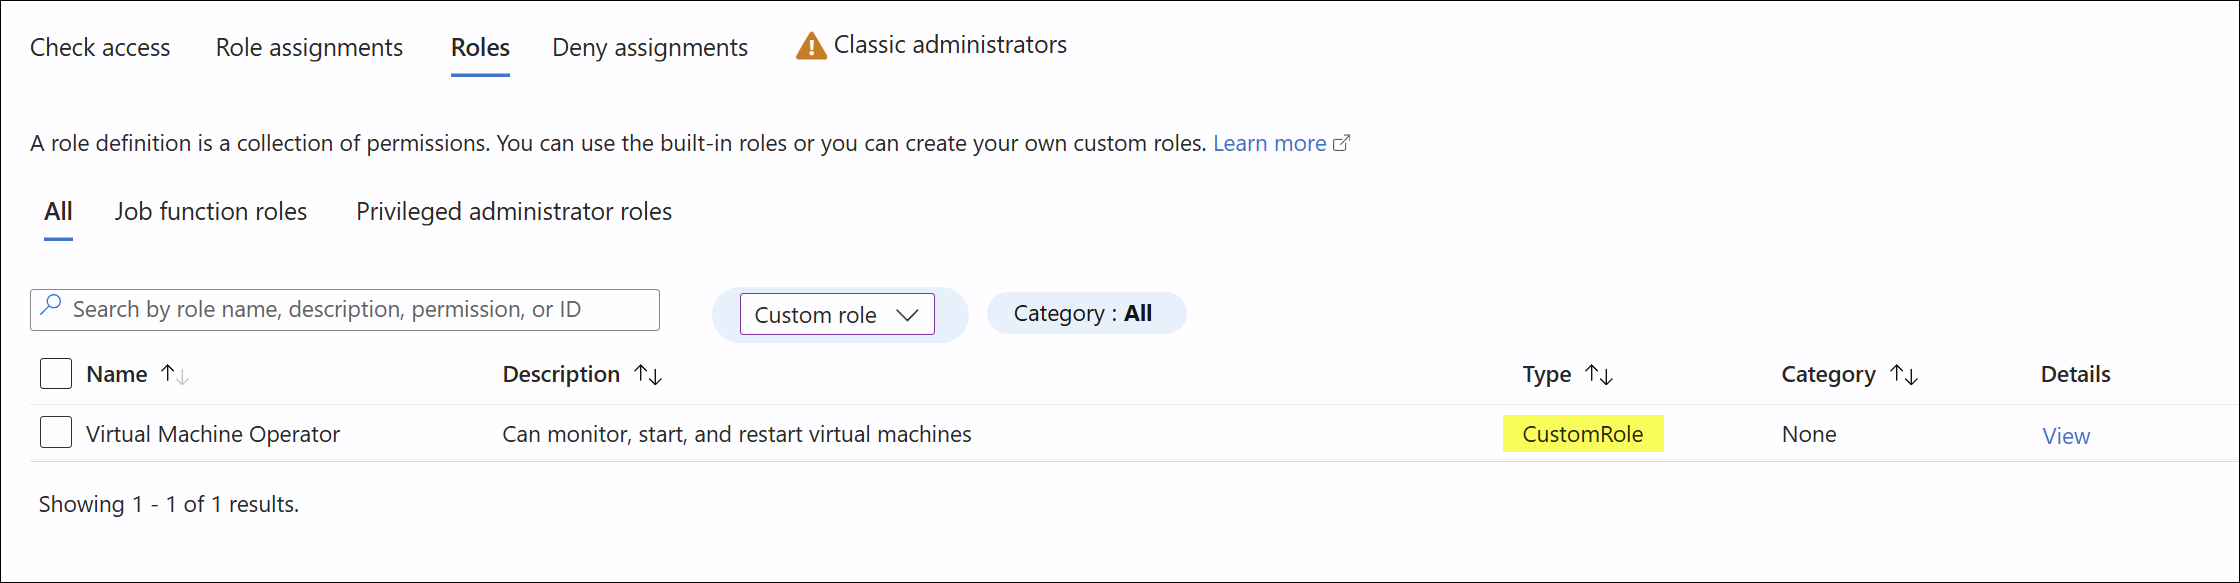 Check access Role assignments Roles Deny assignments Classic administrators
A role definition is a collection of permissions. You can use the built-in roles or you can create your own custom roles. Learn more
All Job function roles Privileged administrator roles
Search by role name, description, permission, or ID Custom role Category : All
Name Description Type Category Details
Virtual Machine Operator Can monitor, start, and restart virtual machines CustomRole None View
Showing 1 - 1 of 1 results.